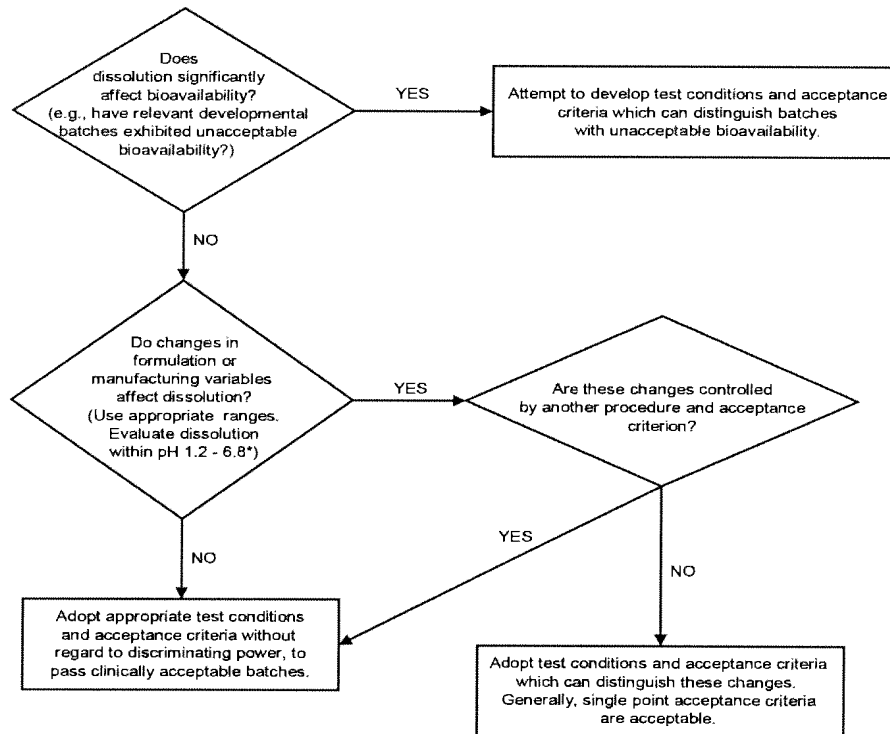 Does
dissolution significantly
affect bioavailability?
(e.g., have relevant developmental
batches exhibited unacceptable
bioavailability?)
YES
Attempt to develop test conditions and acceptance
criteria which can distinguish batches
with unacceptable bioavailability.
NO
Do changes in
formulation or
manufacturing variables
affect dissolution?
(Use appropriate ranges.
Evaluate dissolution
within pH 1.2 - 6.8*)
YES
Are these changes controlled
by another procedure and acceptance
criterion?
NO
YES
NO
Adopt appropriate test conditions
and acceptance criteria without
regard to discriminating power, to
pass clinically acceptable batches.
Adopt test conditions and acceptance criteria
which can distinguish these changes.
Generally, single point acceptance criteria
are acceptable.